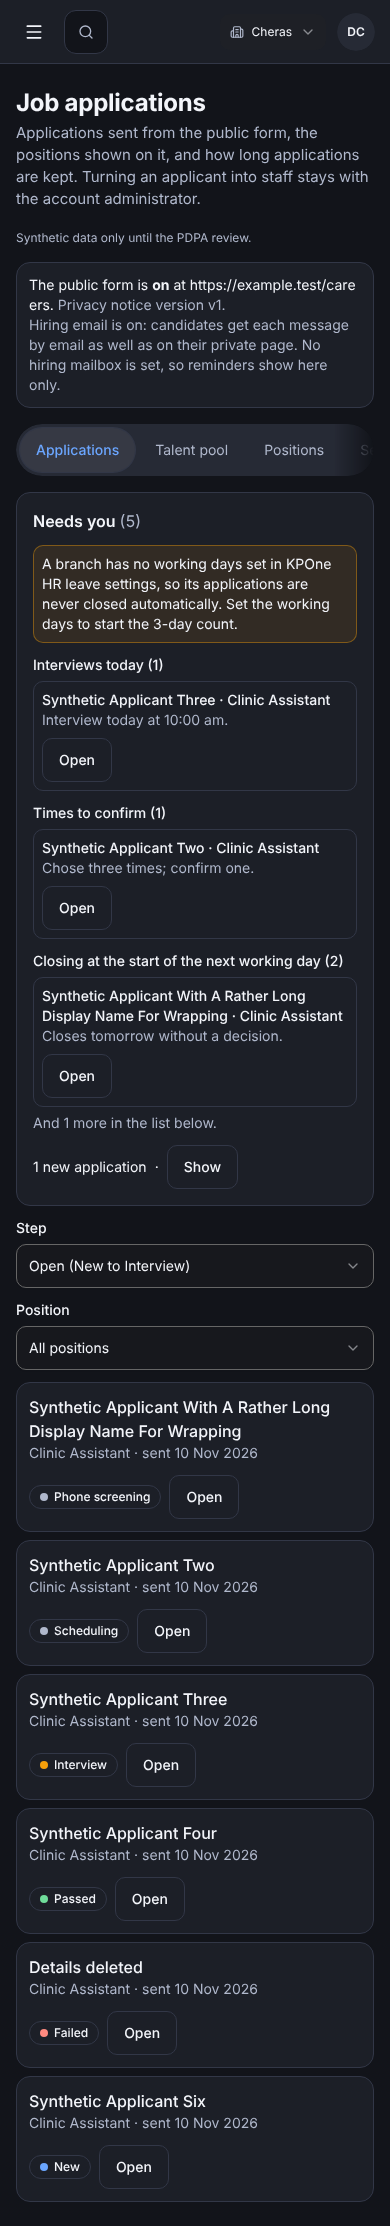 Cheras
DC
Job applications
Applications sent from the public form, the
positions shown on it, and how long applications
are kept. Turning an applicant into staff stays with
the account administrator.
Synthetic data only until the PDPA review.
The public form is on at https://example.test/care
ers. Privacy notice version v1.
Hiring email is on: candidates get each message
by email as well as on their private page. No
hiring mailbox is set, so reminders show here
only.
Applications
Talent pool
Positions
Needs you (5)
A branch has no working days set in KPOne
HR leave settings, so its applications are
never closed automatically. Set the working
days to start the 3-day count.
Interviews today (1)
Synthetic Applicant Three · Clinic Assistant
Interview today at 10:00 am.
Open
Times to confirm (1)
Synthetic Applicant Two · Clinic Assistant
Chose three times; confirm one.
Open
Closing at the start of the next working day (2)
Synthetic Applicant With A Rather Long
Display Name For Wrapping · Clinic Assistant
Closes tomorrow without a decision.
Open
And 1 more in the list below.
1 new application · Show
Step
Open (New to Interview)
Position
All positions
Synthetic Applicant With A Rather Long
Display Name For Wrapping
Clinic Assistant · sent 10 Nov 2026
Phone screening
Open
Synthetic Applicant Two
Clinic Assistant · sent 10 Nov 2026
Scheduling
Open
Synthetic Applicant Three
Clinic Assistant · sent 10 Nov 2026
Interview
Open
Synthetic Applicant Four
Clinic Assistant · sent 10 Nov 2026
Passed
Open
Details deleted
Clinic Assistant · sent 10 Nov 2026
Failed
Open
Synthetic Applicant Six
Clinic Assistant · sent 10 Nov 2026
New
Open